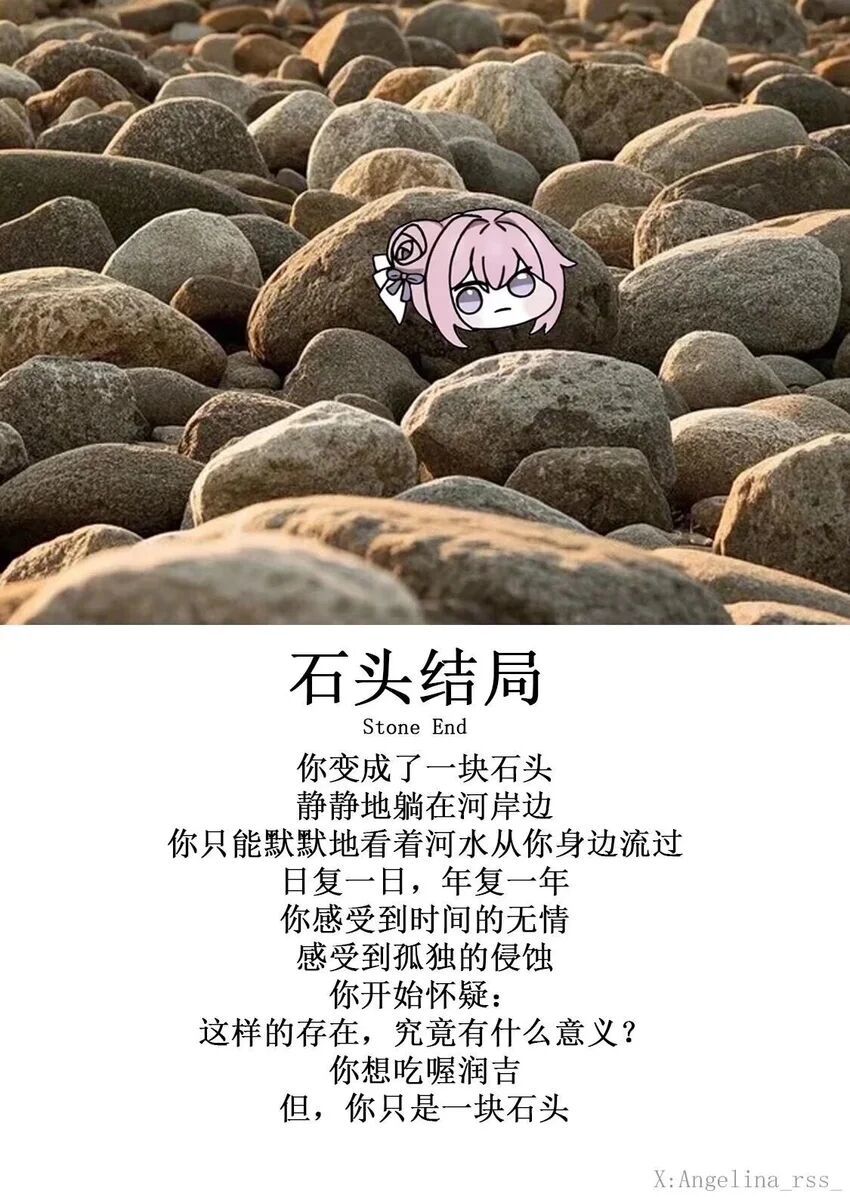 石头结局
Stone End
你变成了一块石头
静静地躺在河岸边
你只能默默地看着河水从你身边流过
日复一日，年复一年
你感受到时间的无情
感受到孤独的侵蚀
你开始怀疑：
这样的存在，究竟有什么意义？
你想吃喔润吉
但，你只是一块石头
X:Angelina_rss_